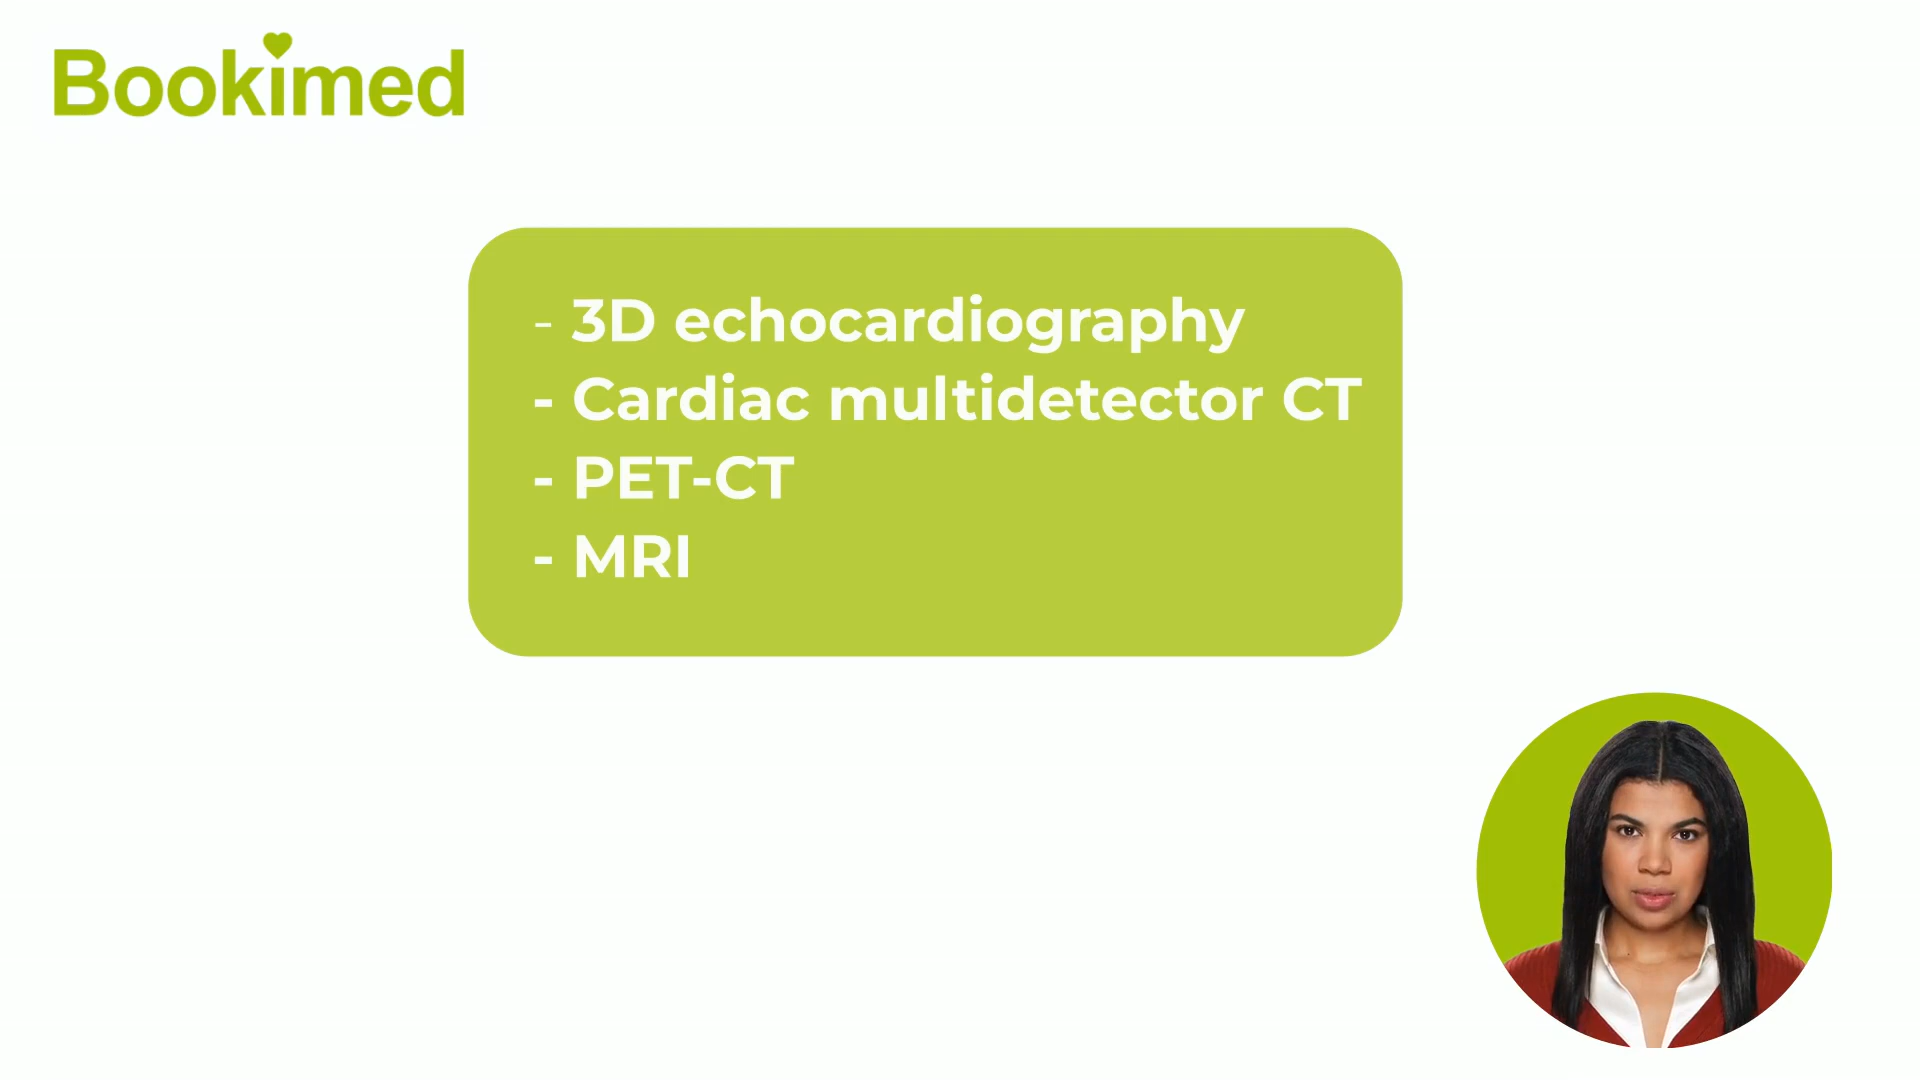 Bookimed
- 3D echocardiography
- Cardiac multidetector CT
- PET-CT
- MRI